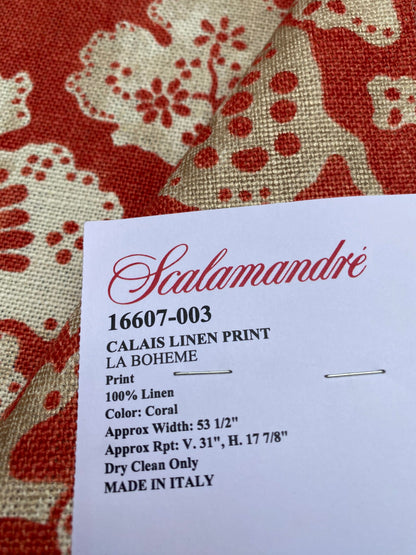 Scalamandré
16607-003
CALAIS LINEN PRINT
LA BOHEME
Print
100% Linen
Color: Coral
Approx Width: 53 1/2"
Approx Rpt: V. 31", H. 17 7/8"
Dry Clean Only
MADE IN ITALY